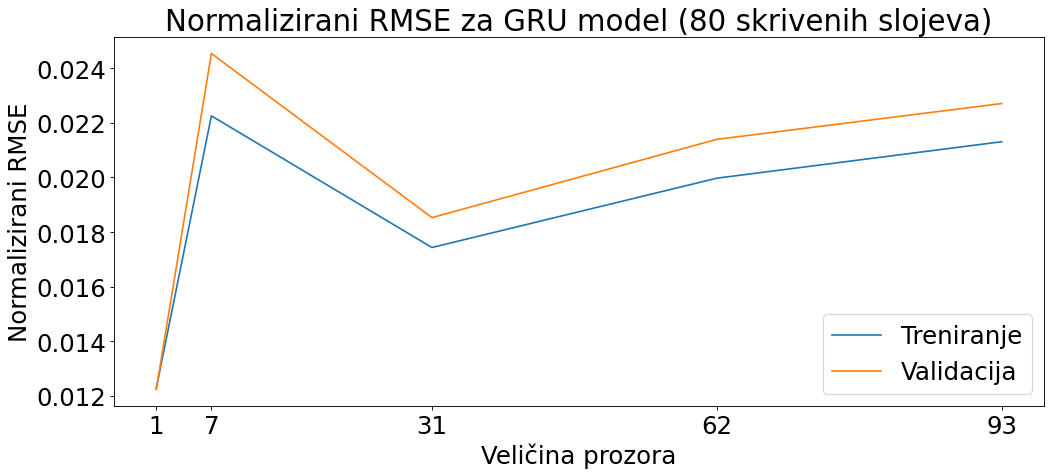 Normalizirani RMSE za GRU model (80 skrivenih slojeva)
Normalizirani RMSE
0.024
0.022
0.020
0.018
0.016
0.014
0.012
Treniranje
Validacija
1 7 31 62 93
Veličina prozora